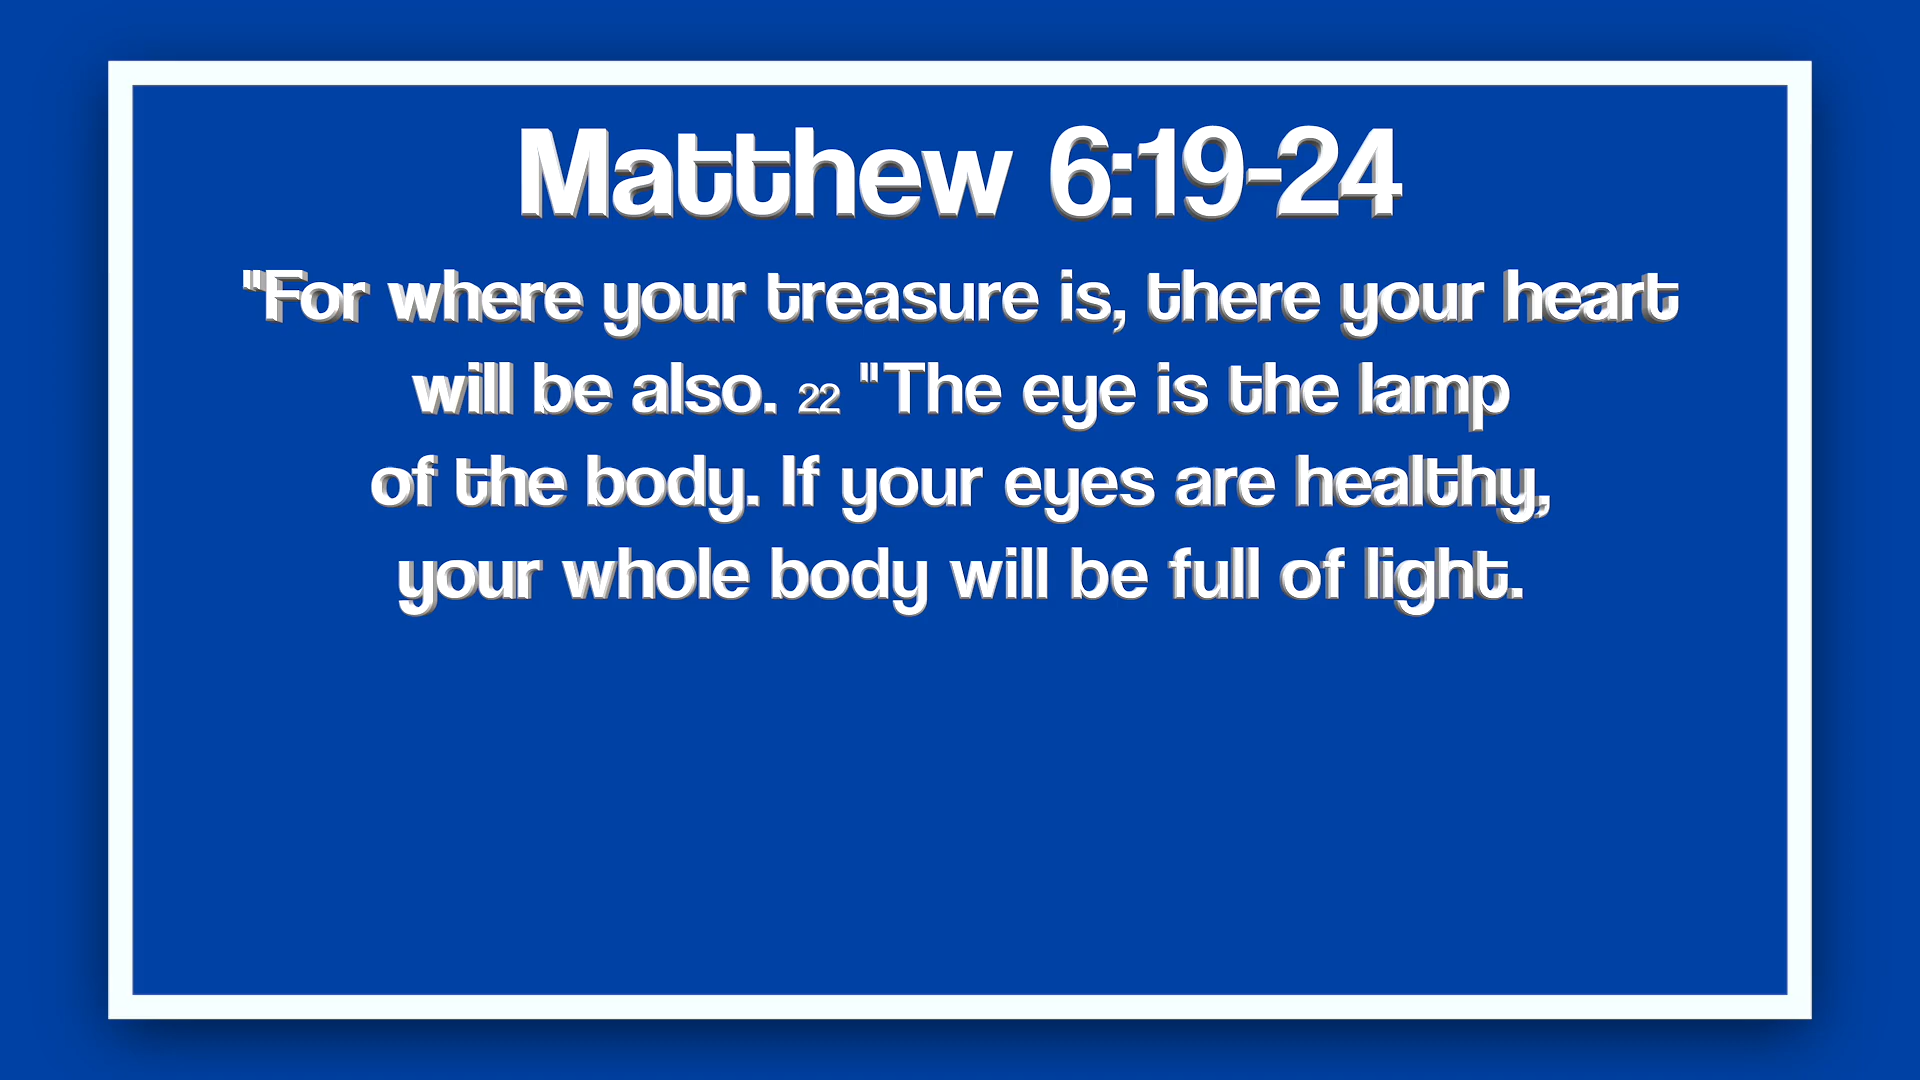 Matthew 6:19-24
"For where your treasure is, there your heart
will be also. 22 "The eye is the lamp
of the body. If your eyes are healthy,
your whole body will be full of light.